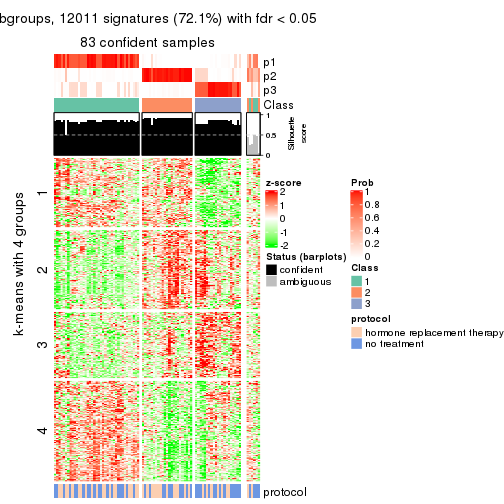 bgroups, 12011 signatures (72.1%) with fdr < 0.05
83 confident samples
p1
p2
p3
Class
1
0.5
0
Silhouette
score
k-means with 4 groups
1
2
3
4
protocol
z-score
2
1
0
-1
-2
Status (barplots)
confident
ambiguous
Prob
1
0.8
0.6
0.4
0.2
0
Class
1
2
3
protocol
hormone replacement therapy
no treatment